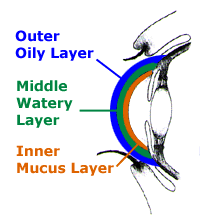 Outer
Oily Layer
Middle
Watery
Layer
Inner
Mucus Layer